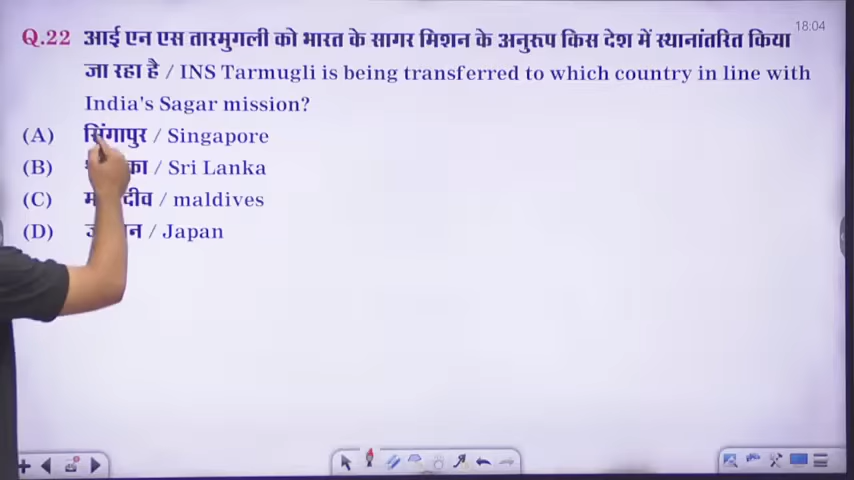 18:04
Q.22 आई एन एस तारमुगली को भारत के सागर मिशन के अनुरूप किस देश में स्थानांतरित किया
जा रहा है / INS Tarmugli is being transferred to which country in line with
India's Sagar mission?
(A) सिंगापुर / Singapore
(B) / Sri Lanka
(C) / maldives
(D) / Japan